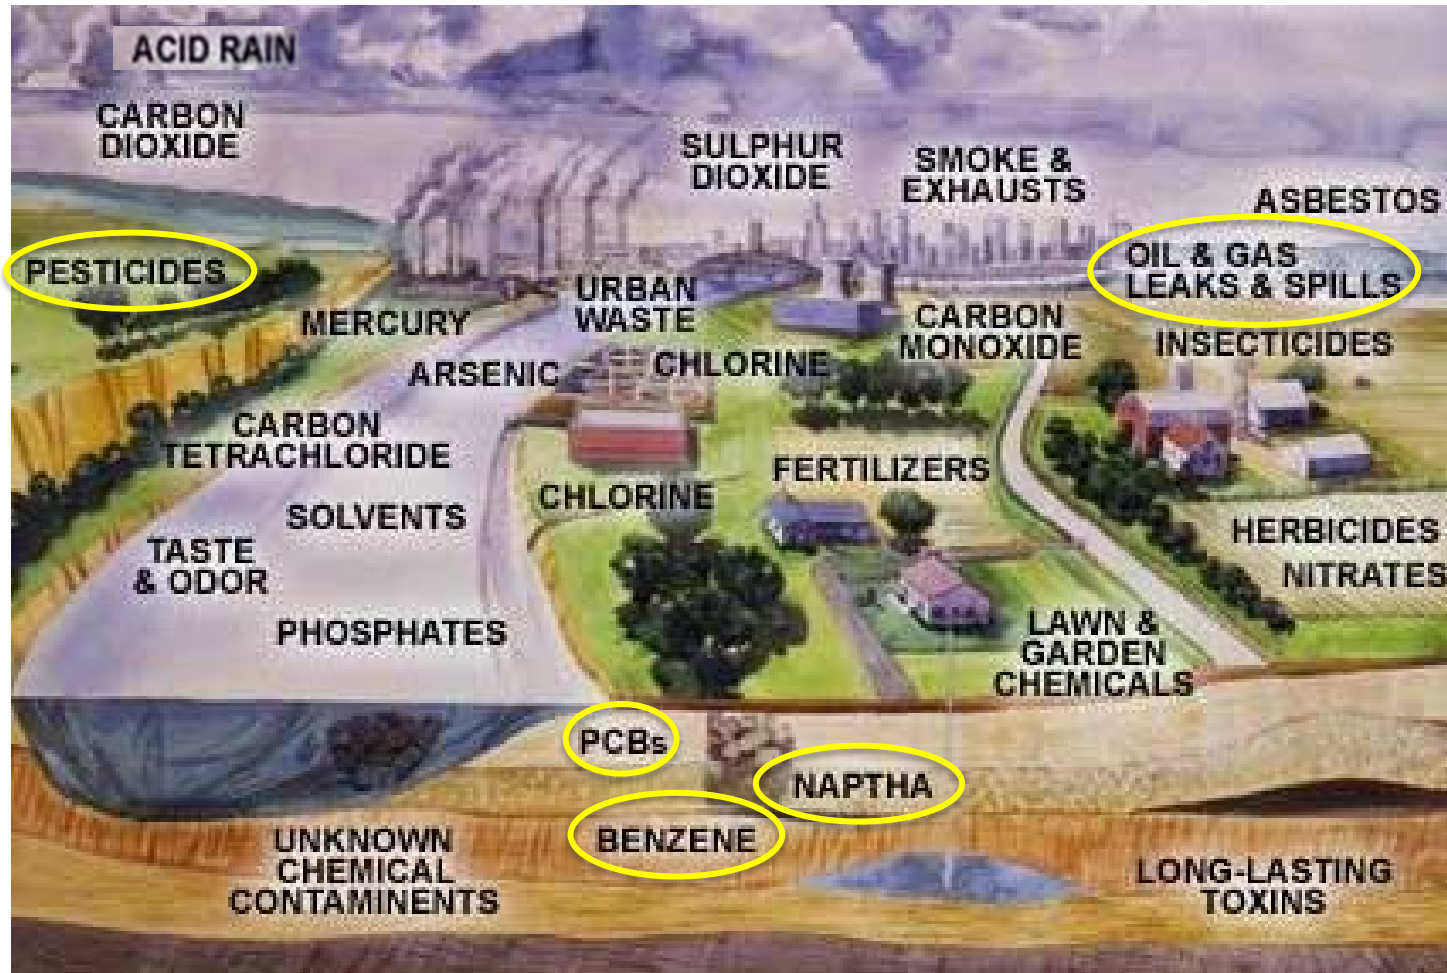 ACID RAIN
CARBON
DIOXIDE
SULPHUR
DIOXIDE
SMOKE &
EXHAUSTS
ASBESTOS
PESTICIDES
OIL & GAS
LEAKS & SPILLS
URBAN
WASTE
MERCURY
CARBON
MONOXIDE
INSECTICIDES
ARSENIC
CHLORINE
CARBON
TETRACHLORIDE
FERTILIZERS
CHLORINE
SOLVENTS
HERBICIDES
TASTE
& ODOR
NITRATES
PHOSPHATES
LAWN &
GARDEN
CHEMICALS
PCBs
NAPTHA
BENZENE
UNKNOWN
CHEMICAL
CONTAMINENTS
LONG-LASTING
TOXINS